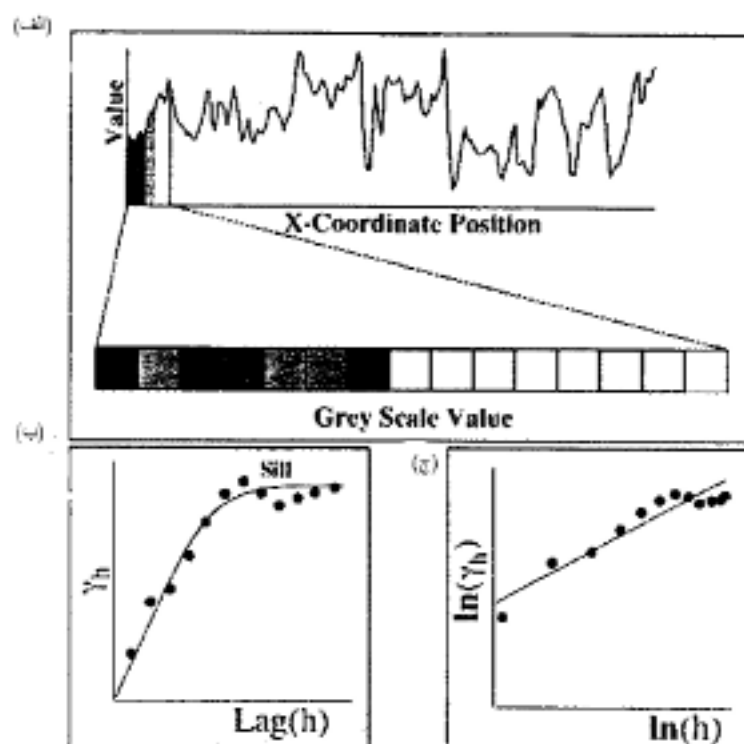 (الف)
Value
X-Coordinate Position
Grey Scale Value
(ب)
Sill
γh
Lag(h)
(ج)
ln(γh)
ln(h)